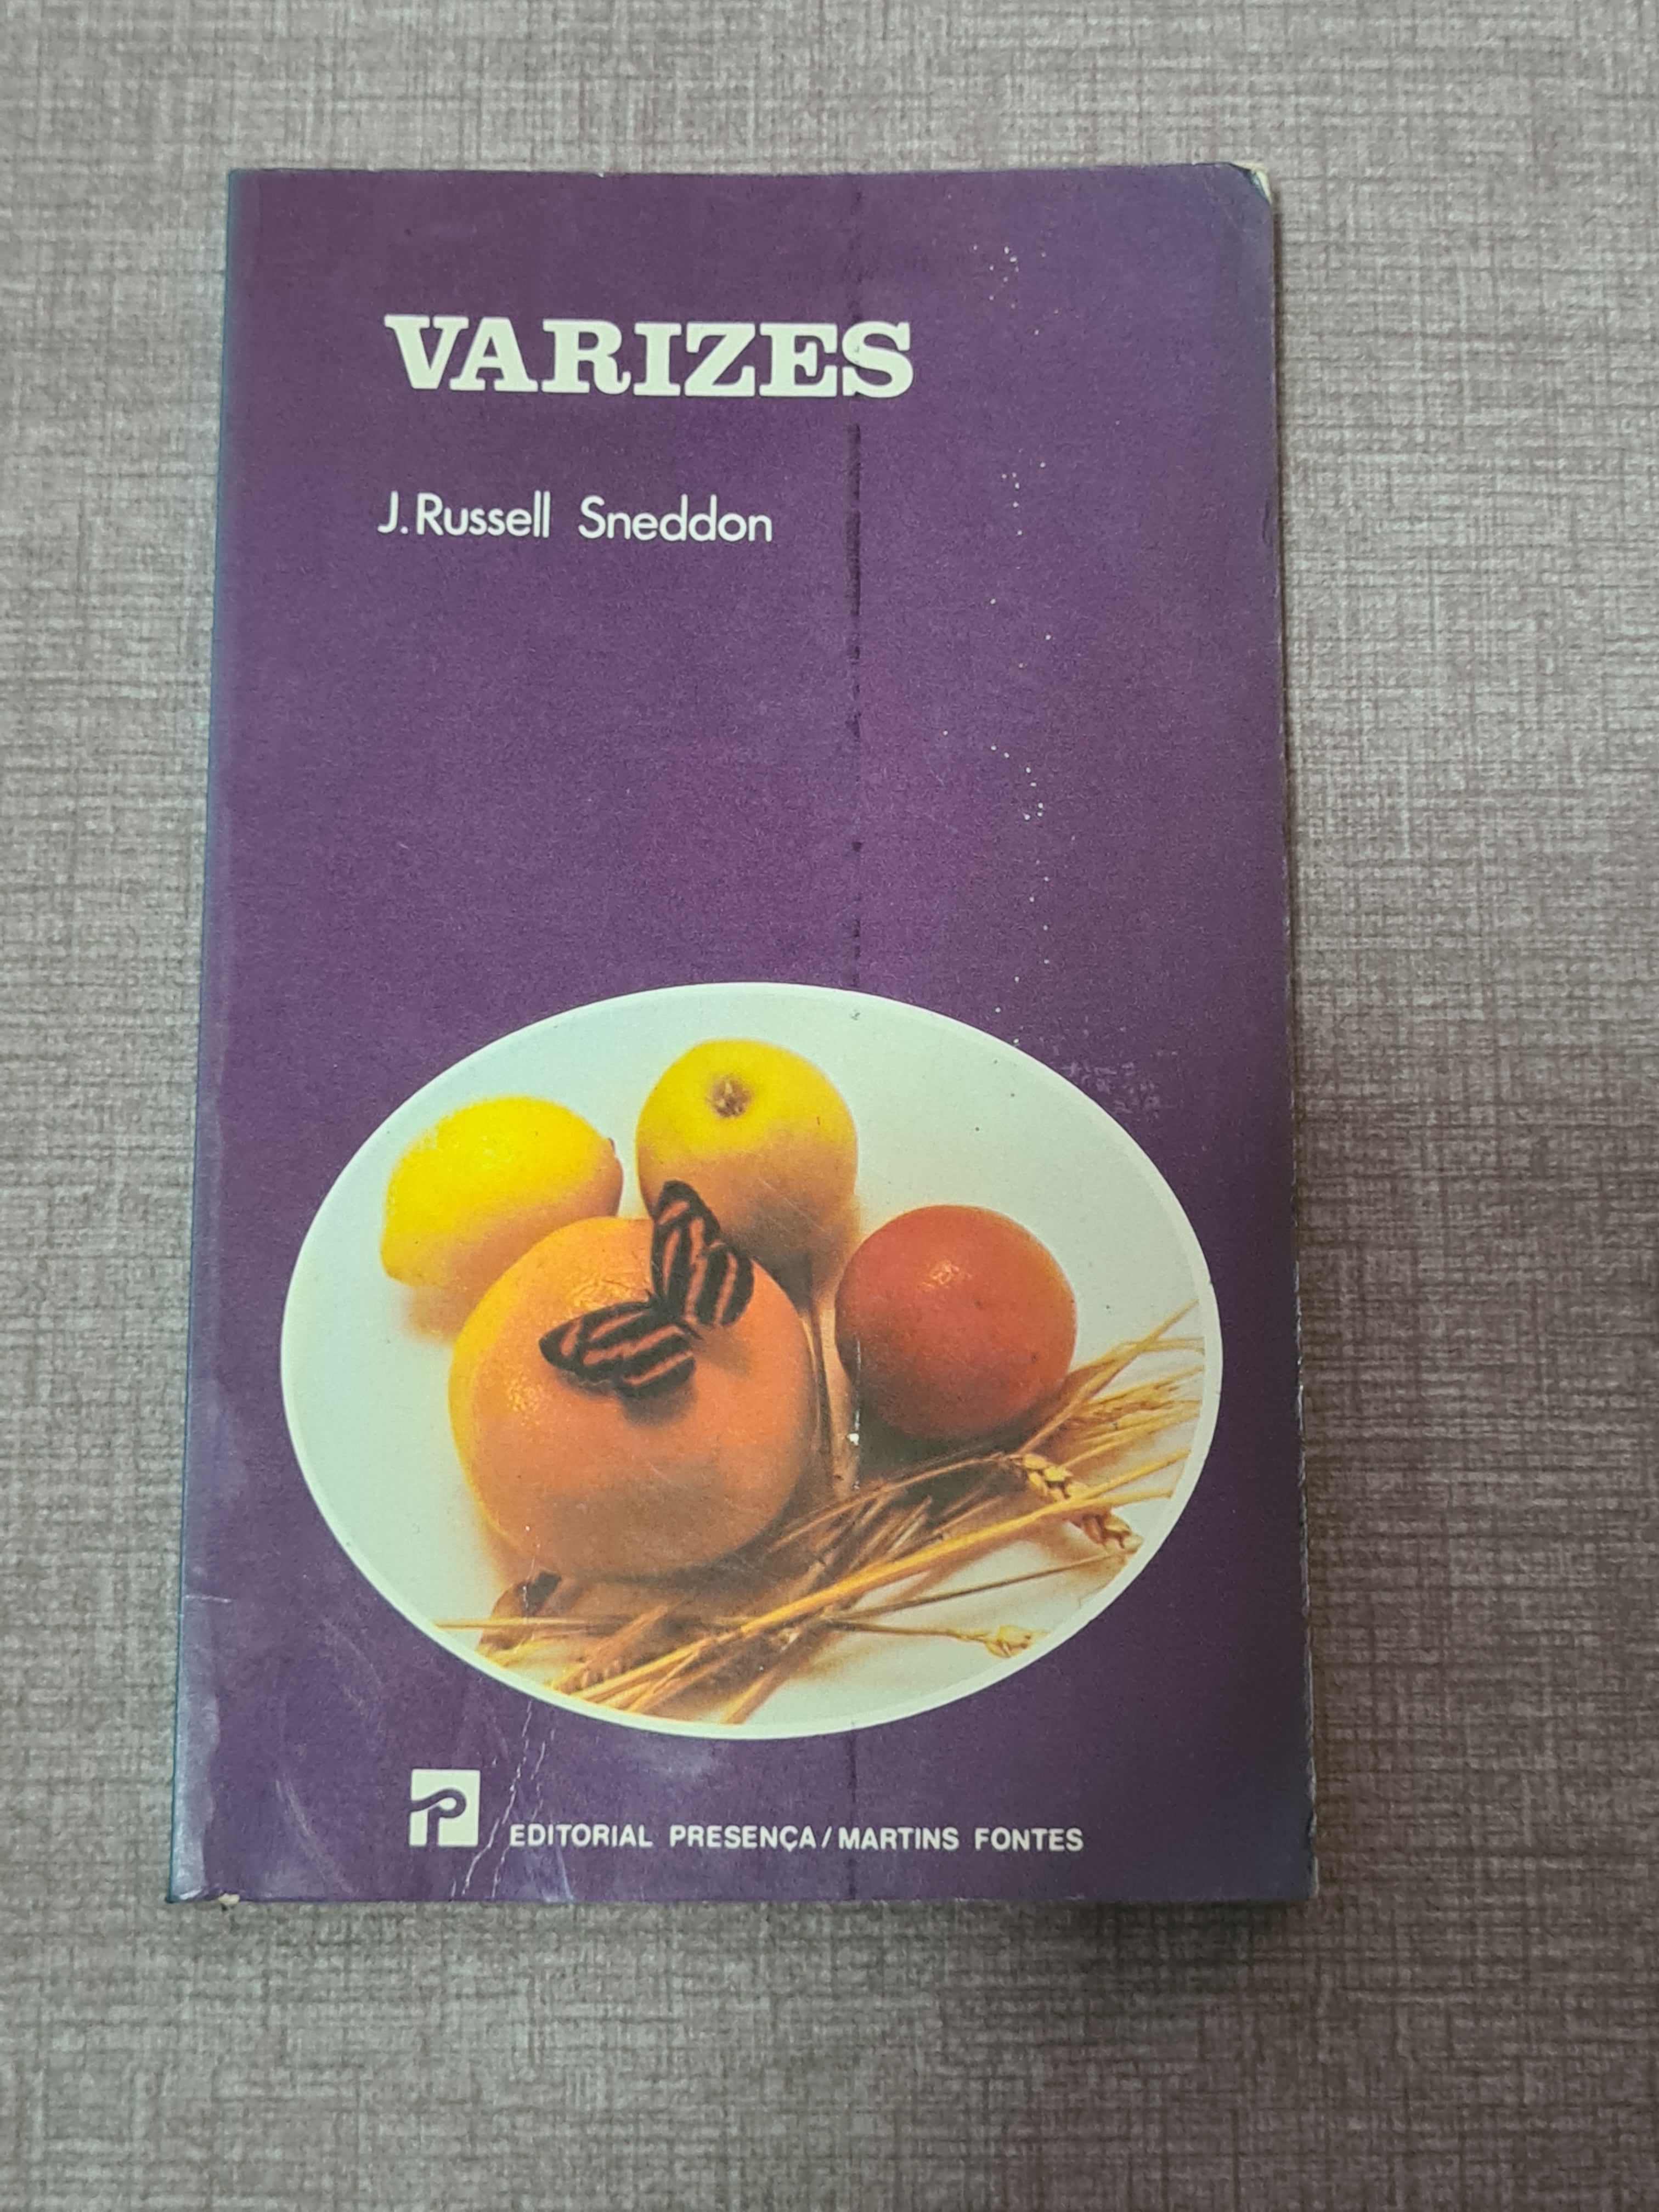 VARIZES
J. Russell Sneddon
EDITORIAL PRESENÇA/MARTINS FONTES